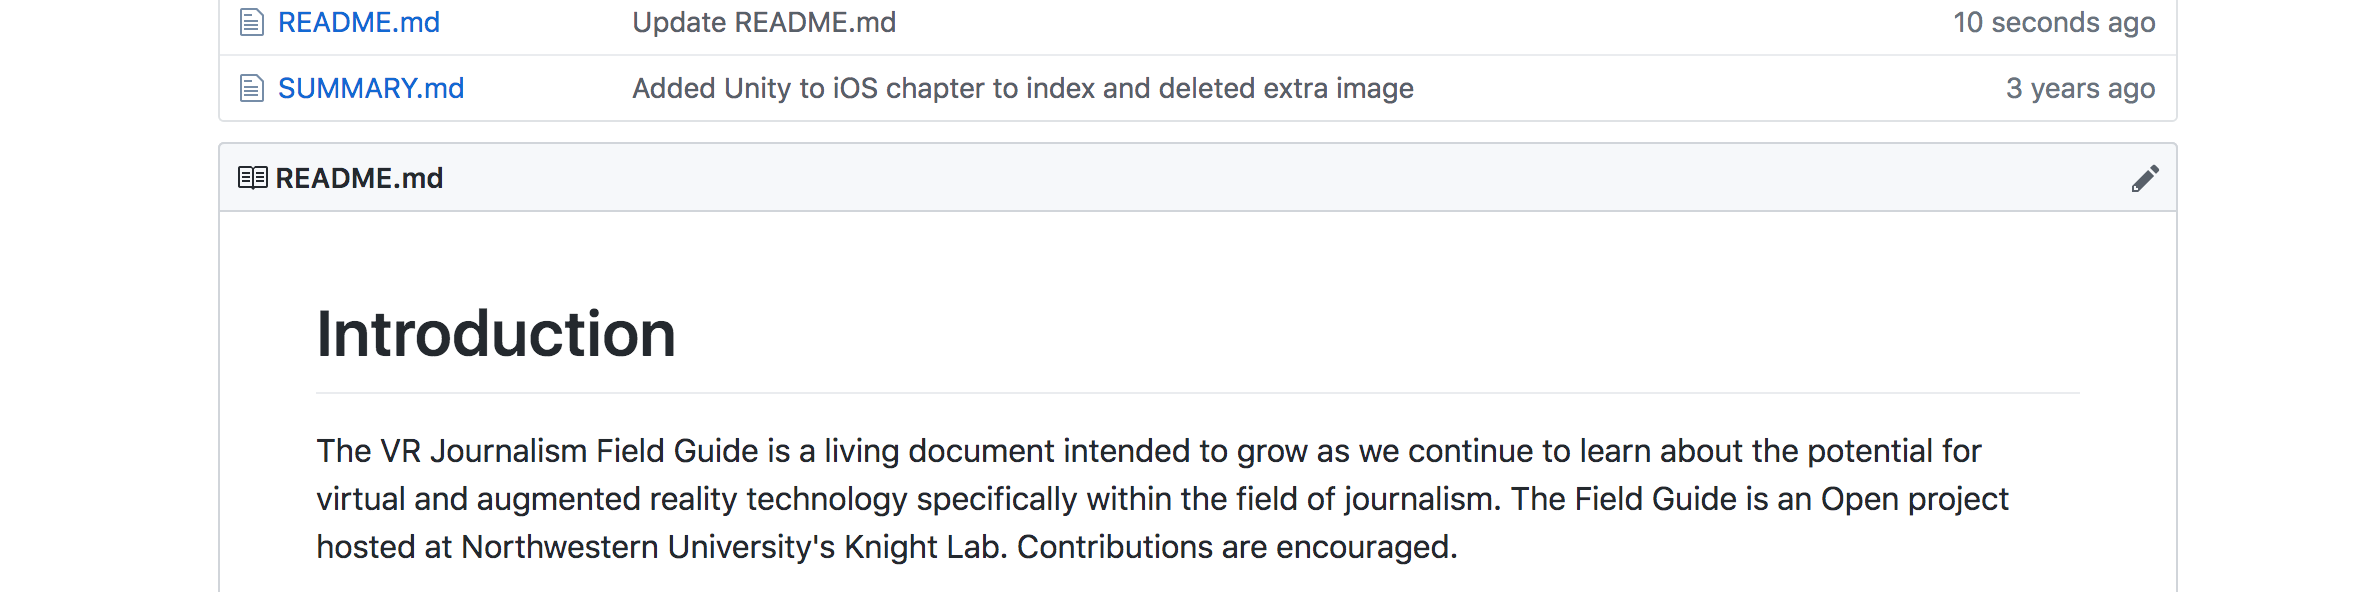 README.md Update README.md 10 seconds ago
SUMMARY.md Added Unity to iOS chapter to index and deleted extra image 3 years ago
README.md
Introduction
The VR Journalism Field Guide is a living document intended to grow as we continue to learn about the potential for
virtual and augmented reality technology specifically within the field of journalism. The Field Guide is an Open project
hosted at Northwestern University's Knight Lab. Contributions are encouraged.